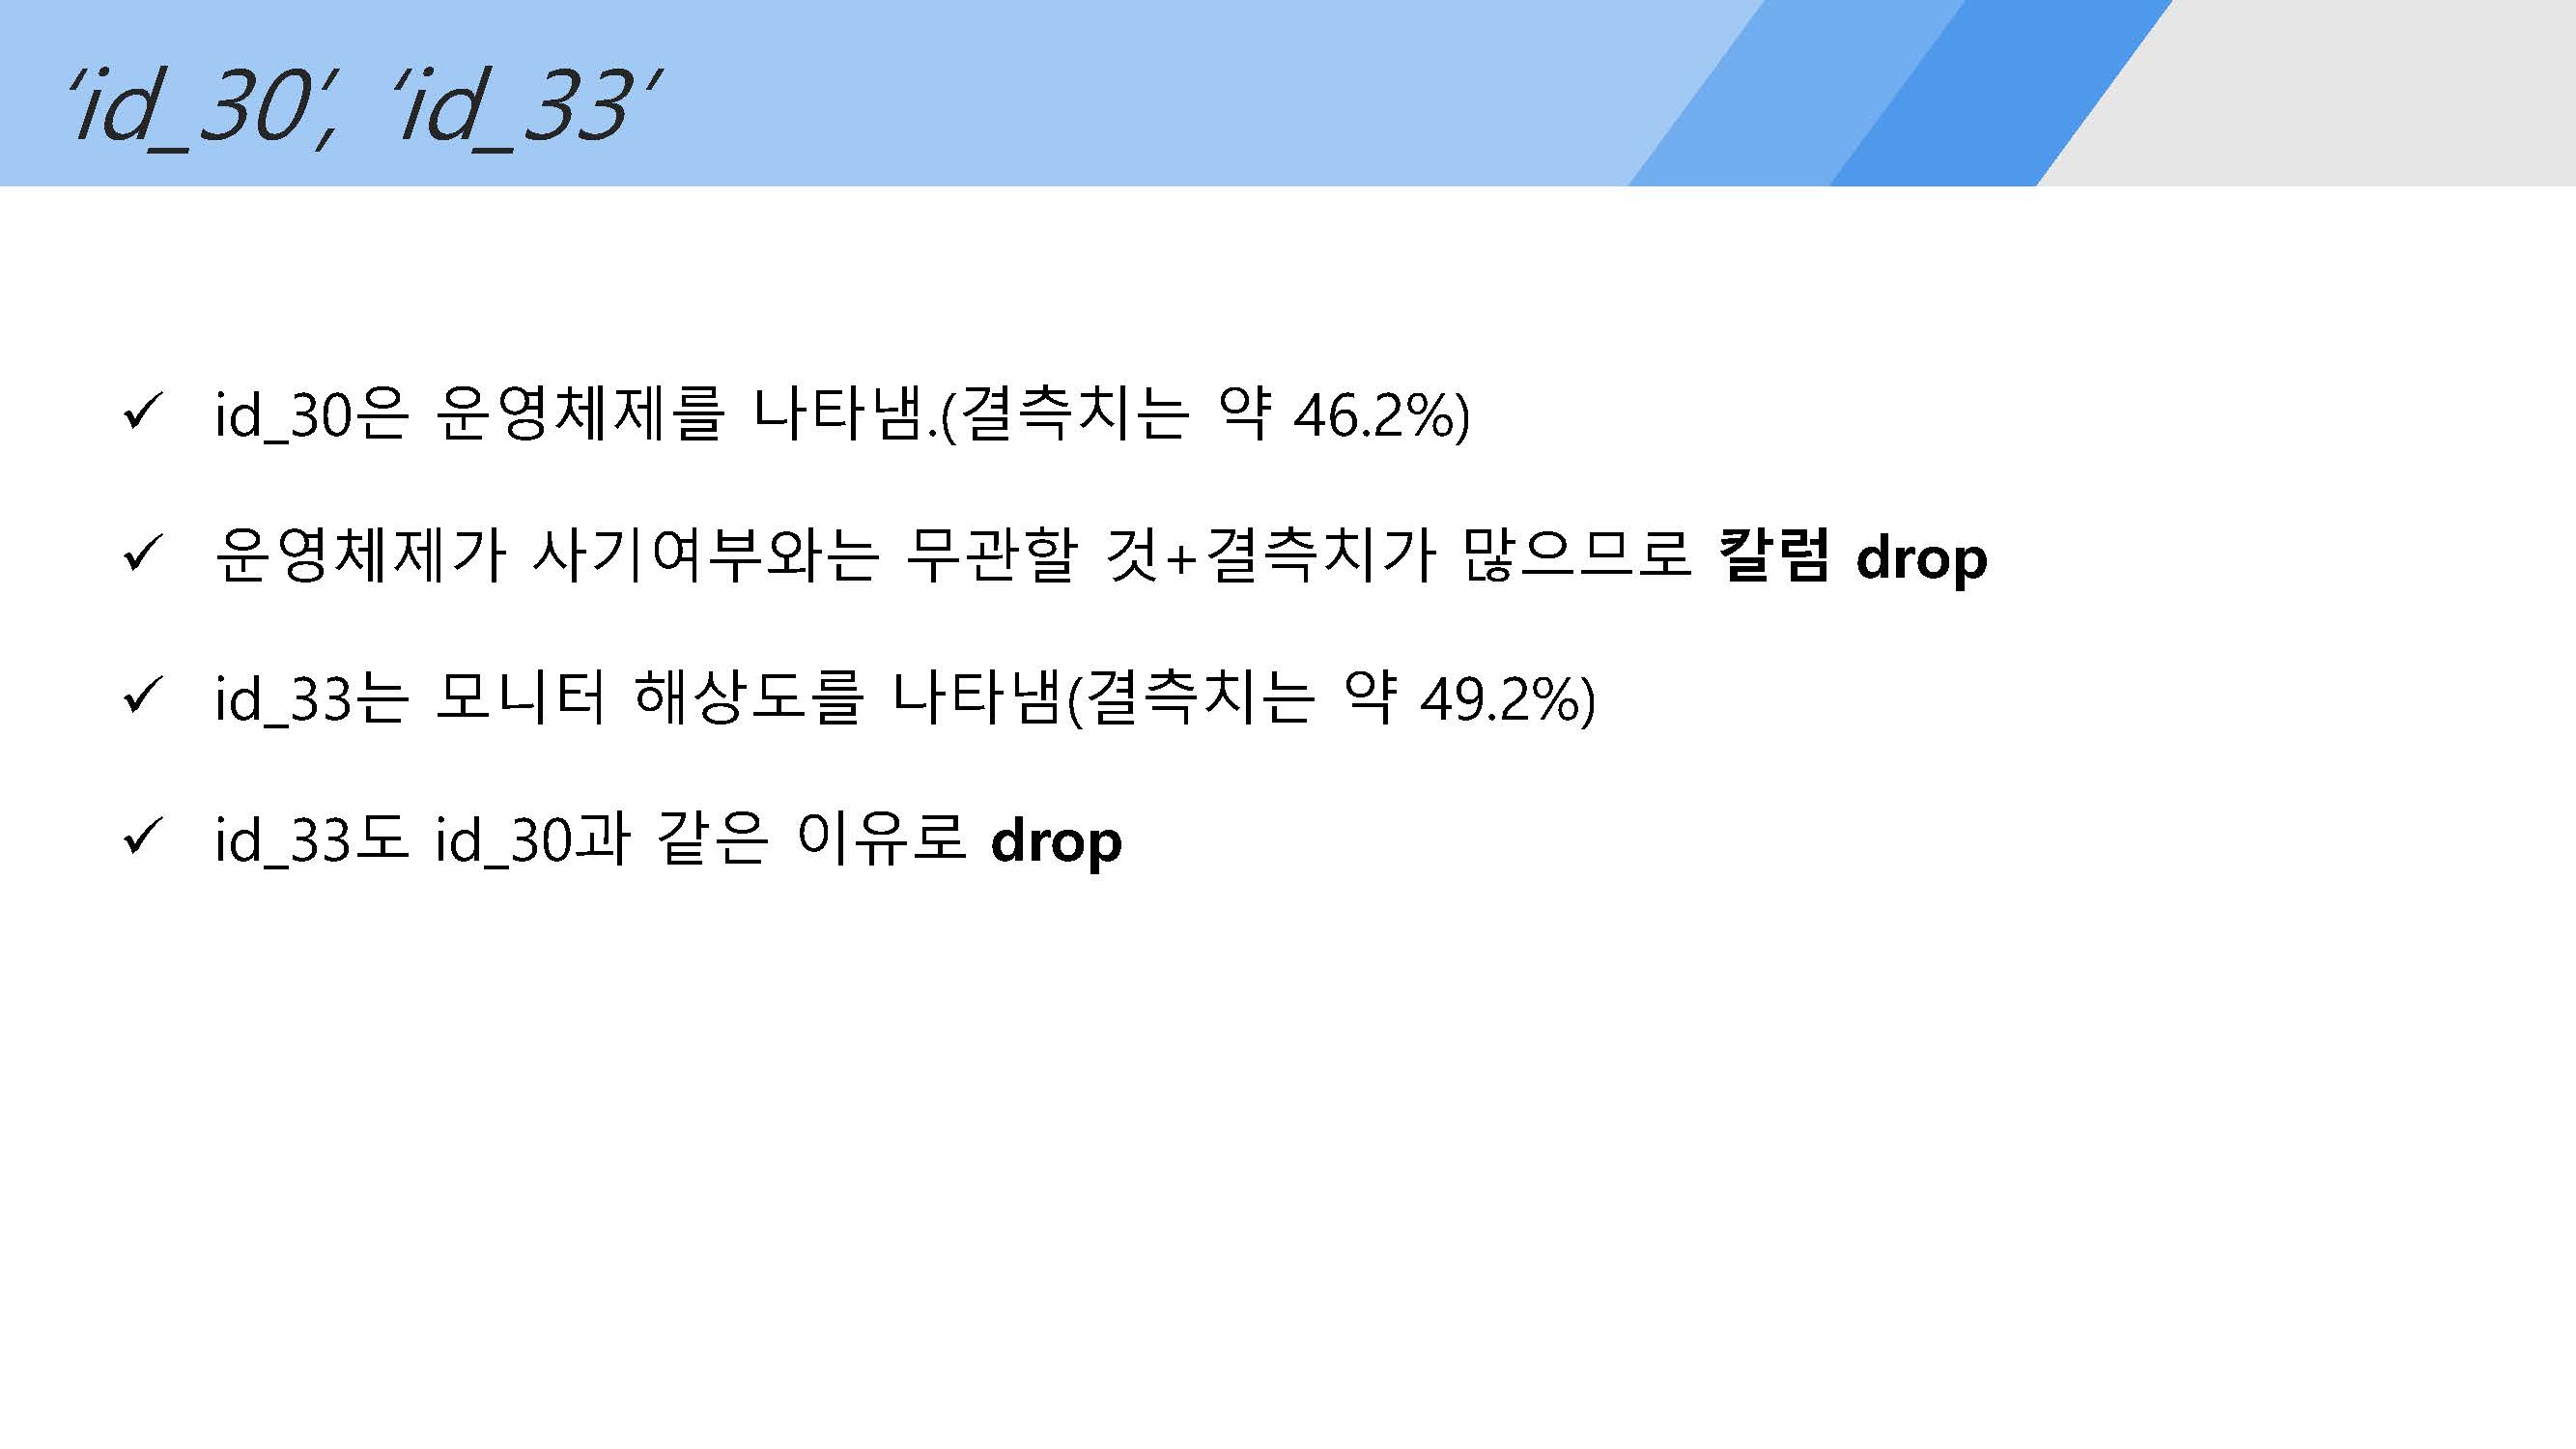 ‘id_30’, ‘id_33’
✓ id_30은 운영체제를 나타냄.(결측치는 약 46.2%)
✓ 운영체제가 사기여부와는 무관할 것+결측치가 많으므로 칼럼 drop
✓ id_33는 모니터 해상도를 나타냄(결측치는 약 49.2%)
✓ id_33도 id_30과 같은 이유로 drop